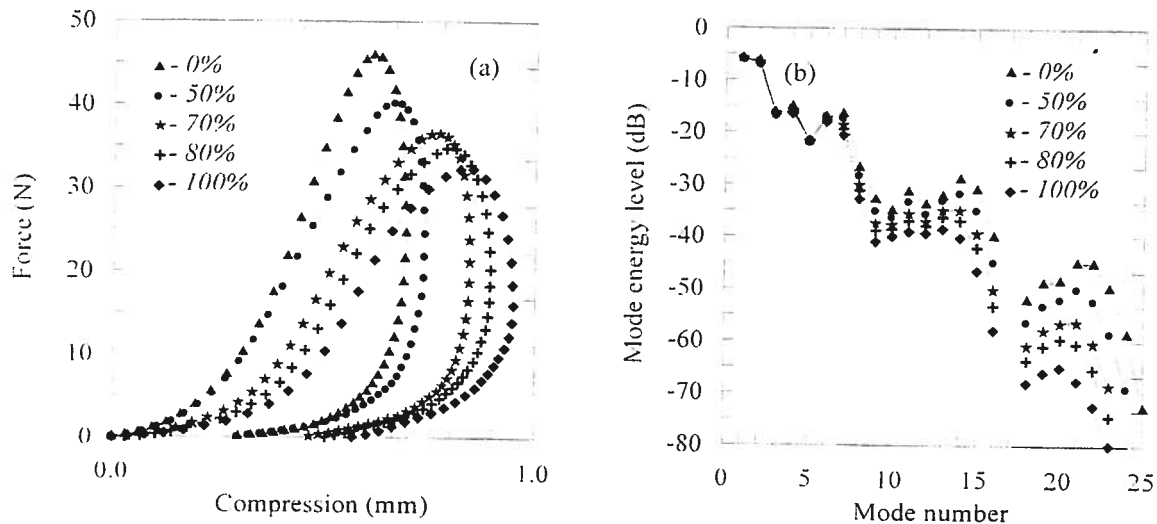 50
40
30
20
10
0
Force (N)
0.0
1.0
Compression (mm)
(a)
▲ - 0%
● - 50%
★ - 70%
+ - 80%
◆ - 100%
0
-10
-20
-30
-40
-50
-60
-70
-80
Mode energy level (dB)
0
5
10
15
20
25
Mode number
(b)
▲ - 0%
● - 50%
★ - 70%
+ - 80%
◆ - 100%